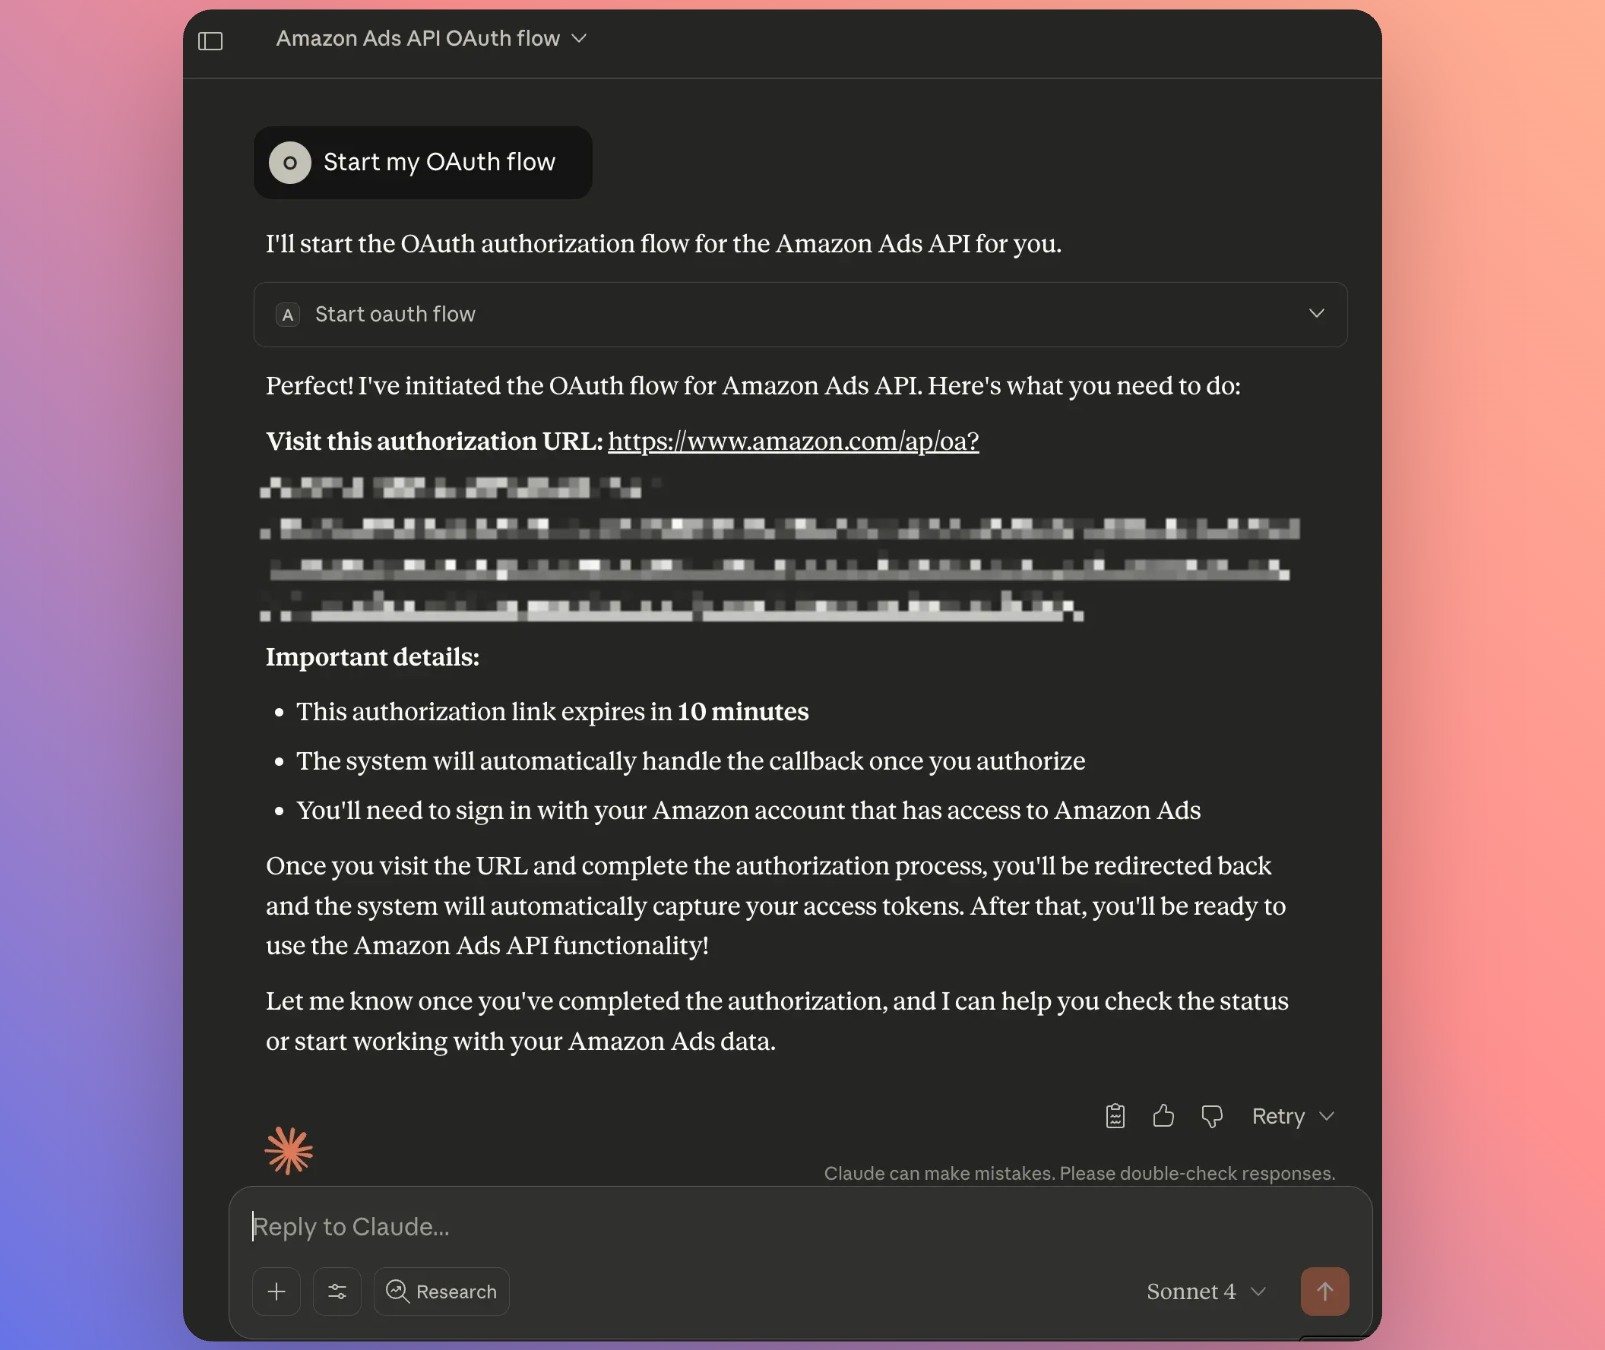 Amazon Ads API OAuth flow
O Start my OAuth flow
I'll start the OAuth authorization flow for the Amazon Ads API for you.
A Start oauth flow
Perfect! I've initiated the OAuth flow for Amazon Ads API. Here's what you need to do:
Visit this authorization URL: https://www.amazon.com/ap/oa?
Important details:
• This authorization link expires in 10 minutes
• The system will automatically handle the callback once you authorize
• You'll need to sign in with your Amazon account that has access to Amazon Ads
Once you visit the URL and complete the authorization process, you'll be redirected back
and the system will automatically capture your access tokens. After that, you'll be ready to
use the Amazon Ads API functionality!
Let me know once you've completed the authorization, and I can help you check the status
or start working with your Amazon Ads data.
Retry
Claude can make mistakes. Please double-check responses.
Reply to Claude...
Research
Sonnet 4